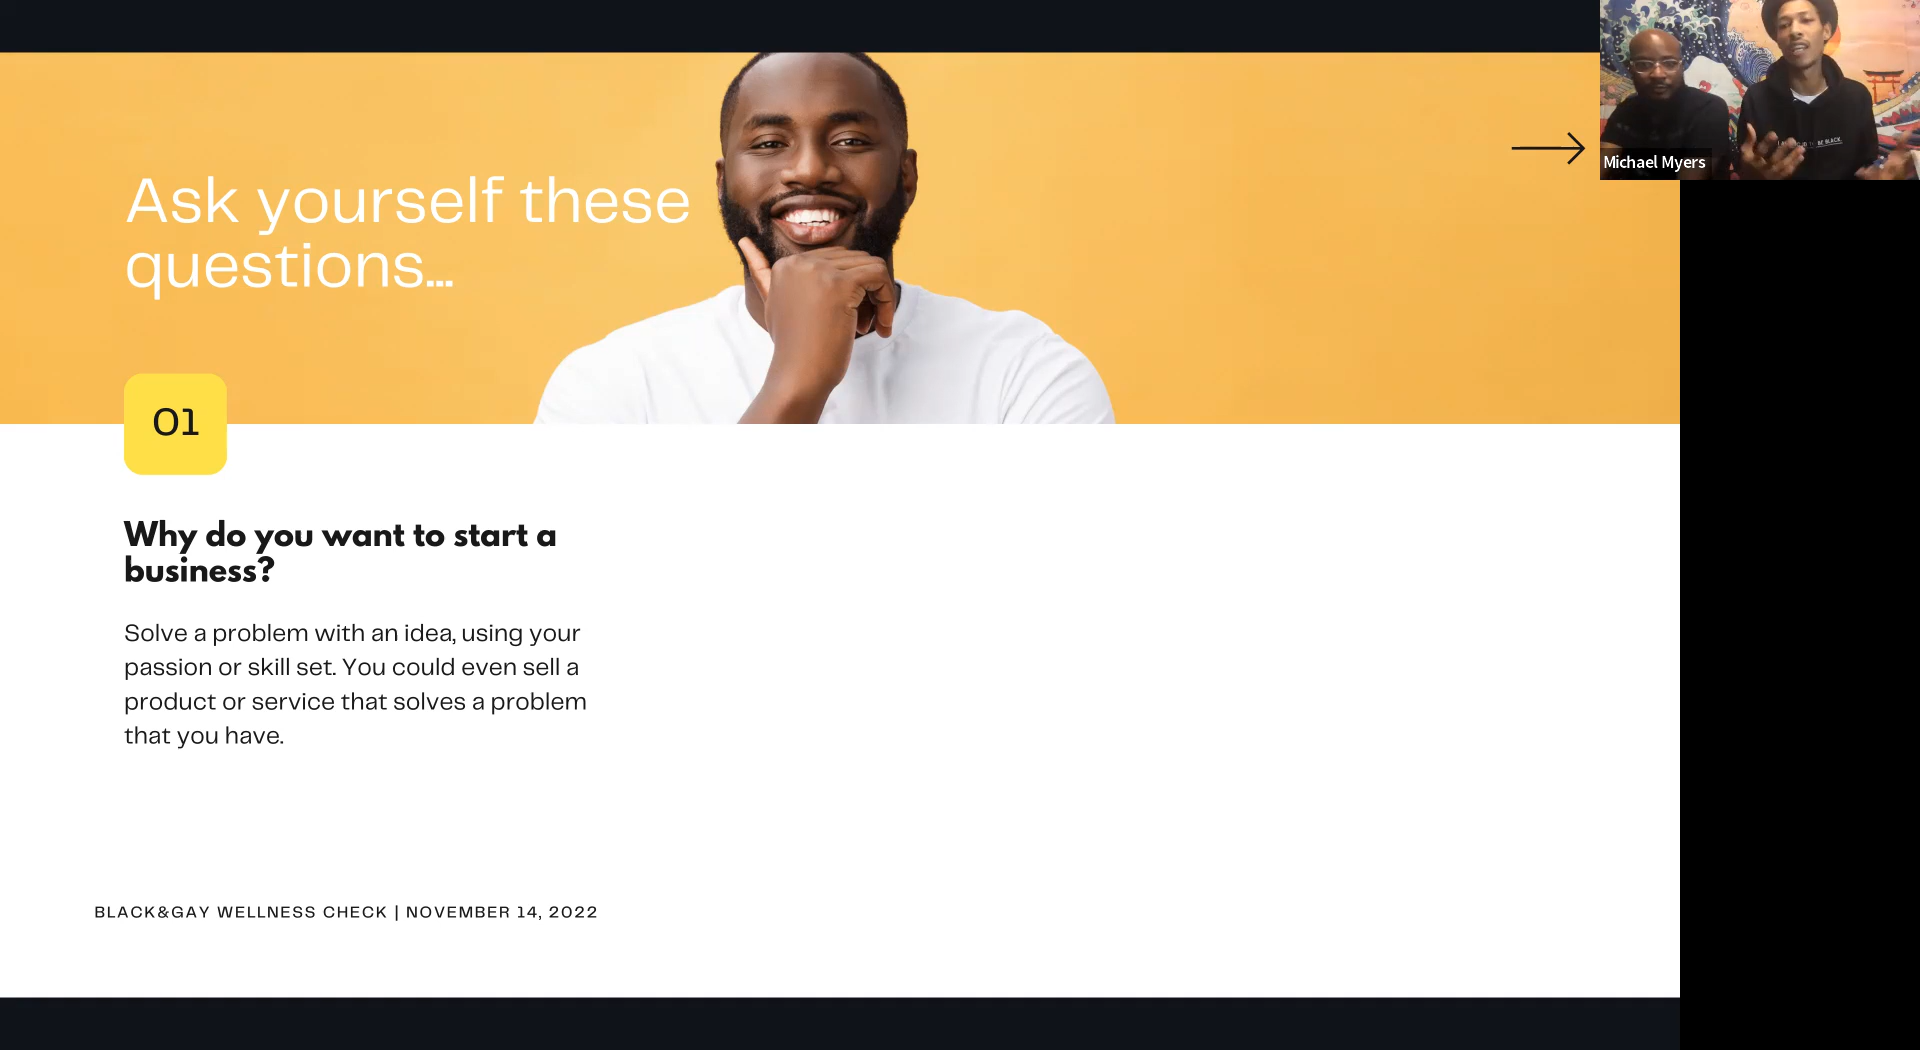 Ask yourself these
questions...
Michael Myers
BE BLACK.
01
Why do you want to start a
business?
Solve a problem with an idea, using your
passion or skill set. You could even sell a
product or service that solves a problem
that you have.
BLACK&GAY WELLNESS CHECK | NOVEMBER 14, 2022